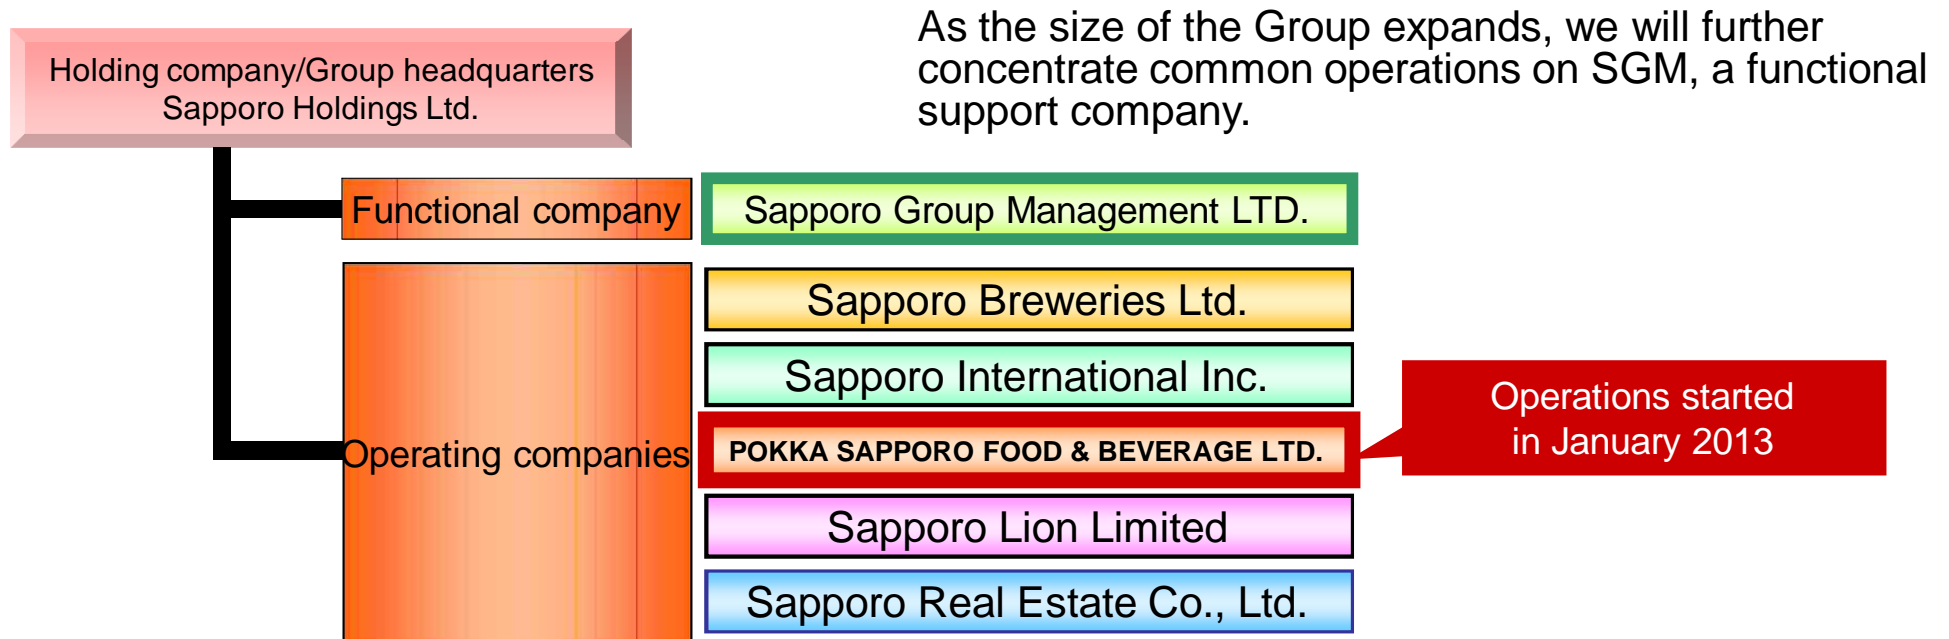 As the size of the Group expands, we will further
concentrate common operations on SGM, a functional
support company.
Holding company/Group headquarters
Sapporo Holdings Ltd.
Functional company
Sapporo Group Management LTD.
Operating companies
Sapporo Breweries Ltd.
Sapporo International Inc.
POKKA SAPPORO FOOD & BEVERAGE LTD.
Operations started
in January 2013
Sapporo Lion Limited
Sapporo Real Estate Co., Ltd.